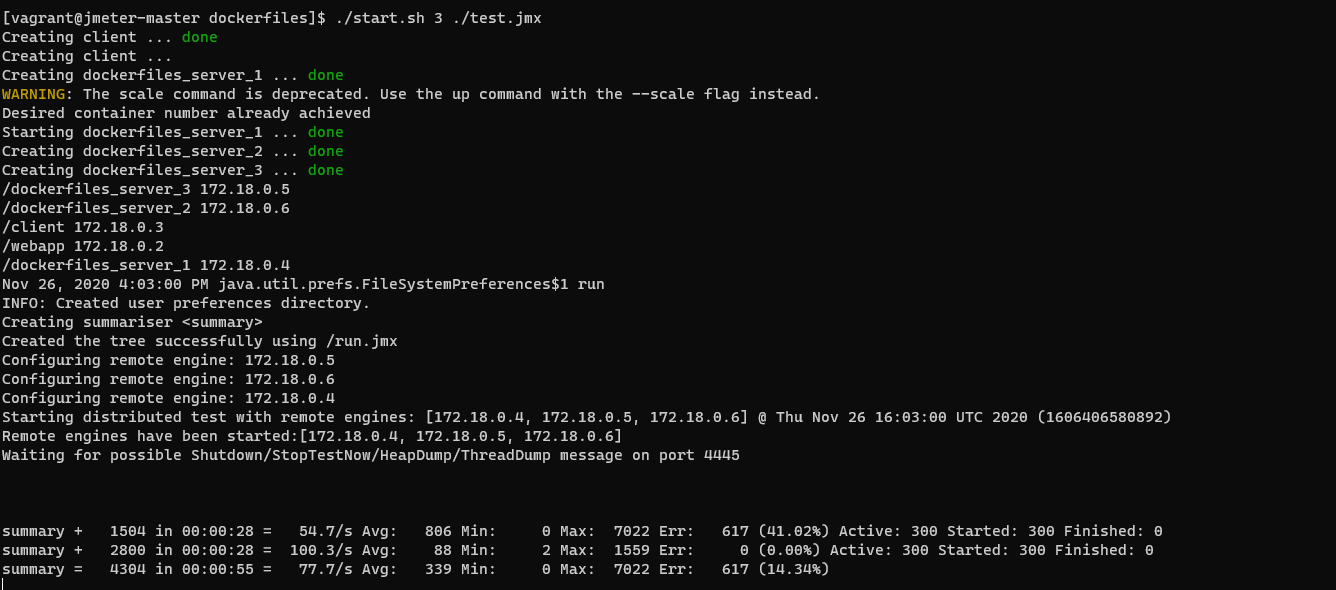 [vagrant@jmeter-master dockerfiles]$ ./start.sh 3 ./test.jmx
Creating client ... done
Creating client ...
Creating dockerfiles_server_1 ... done
WARNING: The scale command is deprecated. Use the up command with the --scale flag instead.
Desired container number already achieved
Starting dockerfiles_server_1 ... done
Creating dockerfiles_server_2 ... done
Creating dockerfiles_server_3 ... done
/dockerfiles_server_3 172.18.0.5
/dockerfiles_server_2 172.18.0.6
/client 172.18.0.3
/webapp 172.18.0.2
/dockerfiles_server_1 172.18.0.4
Nov 26, 2020 4:03:00 PM java.util.prefs.FileSystemPreferences$1 run
INFO: Created user preferences directory.
Creating summariser <summary>
Created the tree successfully using /run.jmx
Configuring remote engine: 172.18.0.5
Configuring remote engine: 172.18.0.6
Configuring remote engine: 172.18.0.4
Starting distributed test with remote engines: [172.18.0.4, 172.18.0.5, 172.18.0.6] @ Thu Nov 26 16:03:00 UTC 2020 (1606406580892)
Remote engines have been started:[172.18.0.4, 172.18.0.5, 172.18.0.6]
Waiting for possible Shutdown/StopTestNow/HeapDump/ThreadDump message on port 4445
summary +   1504 in 00:00:28 =   54.7/s Avg:   806 Min:     0 Max:  7022 Err:   617 (41.02%) Active: 300 Started: 300 Finished: 0
summary +   2800 in 00:00:28 =  100.3/s Avg:    88 Min:     2 Max:  1559 Err:     0 (0.00%) Active: 300 Started: 300 Finished: 0
summary =   4304 in 00:00:55 =   77.7/s Avg:   339 Min:     0 Max:  7022 Err:   617 (14.34%)